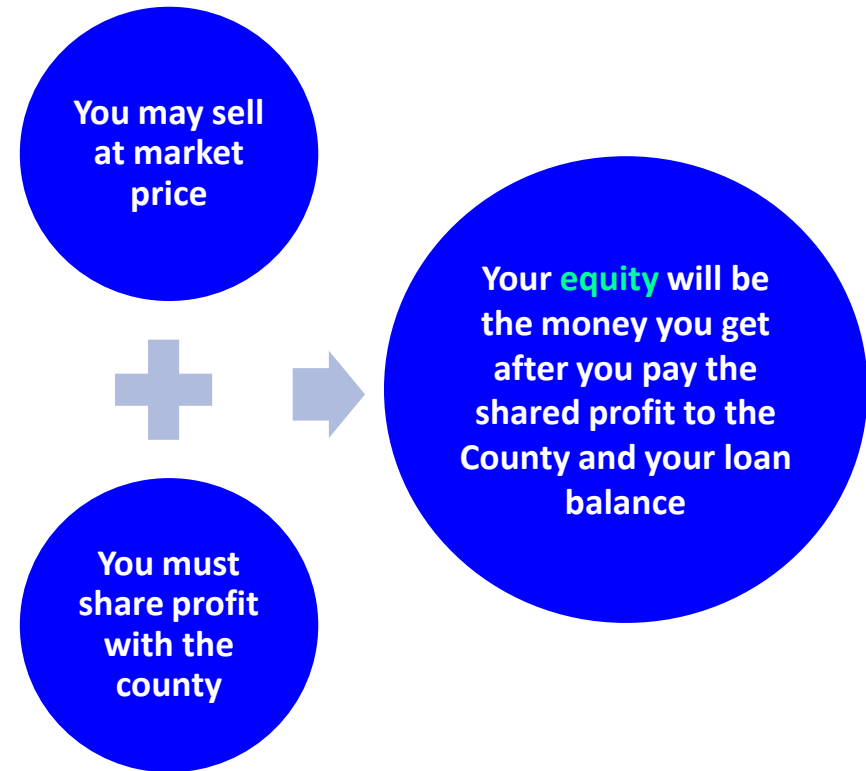 You may sell
at market
price
You must
share profit
with the
county
Your equity will be
the money you get
after you pay the
shared profit to the
County and your loan
balance